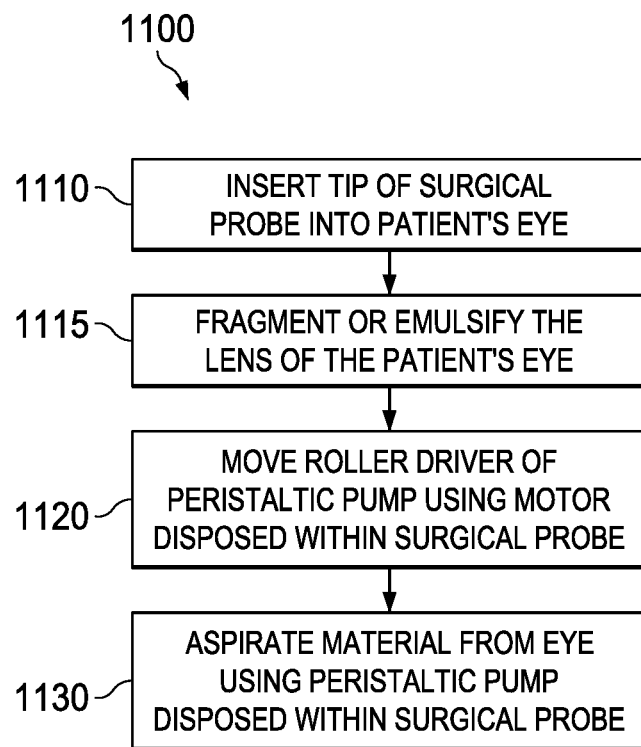 1100
1110
INSERT TIP OF SURGICAL
PROBE INTO PATIENT'S EYE
1115
FRAGMENT OR EMULSIFY THE
LENS OF THE PATIENT'S EYE
1120
MOVE ROLLER DRIVER OF
PERISTALTIC PUMP USING MOTOR
DISPOSED WITHIN SURGICAL PROBE
1130
ASPIRATE MATERIAL FROM EYE
USING PERISTALTIC PUMP
DISPOSED WITHIN SURGICAL PROBE